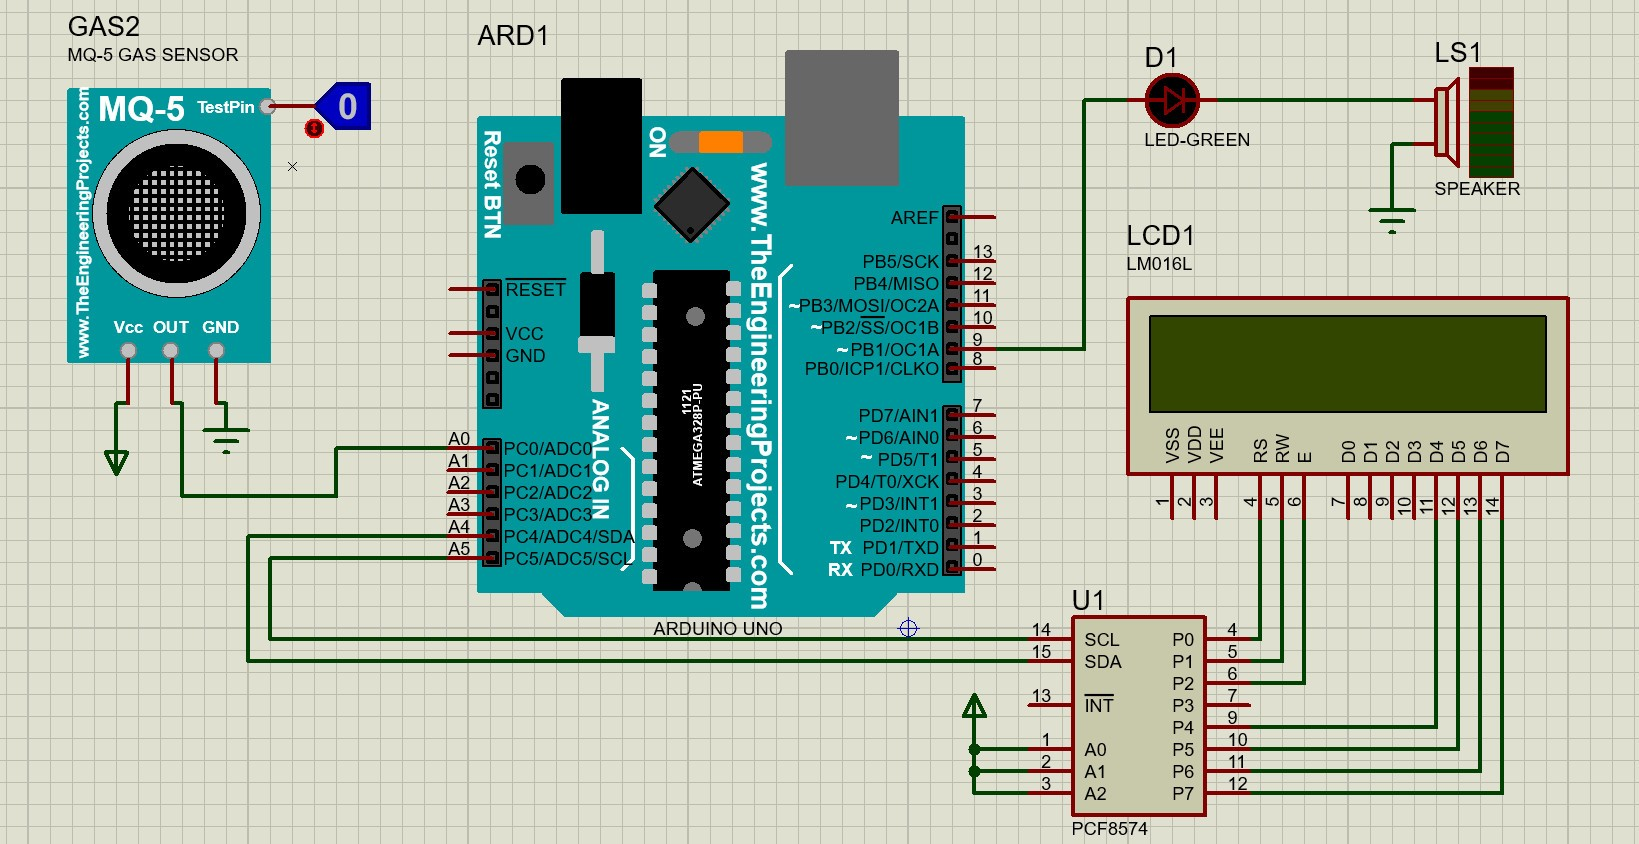 GAS2
MQ-5 GAS SENSOR
MQ-5
TestPin
0
www.TheEngineeringProjects.com
Vcc OUT GND
ARD1
Reset BTN
ON
www.TheEngineeringProjects.com
RESET
VCC
GND
ANALOG IN
1121
ATMEGA328P-PU
A0 PC0/ADC0
A1 PC1/ADC1
A2 PC2/ADC2
A3 PC3/ADC3
A4 PC4/ADC4/SDA
A5 PC5/ADC5/SCL
AREF
PB5/SCK 13
PB4/MISO 12
~PB3/MOSI/OC2A 11
~PB2/SS/OC1B 10
~PB1/OC1A 9
PB0/ICP1/CLKO 8
PD7/AIN1 7
~PD6/AIN0 6
~PD5/T1 5
PD4/T0/XCK 4
~PD3/INT1 3
PD2/INT0 2
TX PD1/TXD 1
RX PD0/RXD 0
ARDUINO UNO
D1
LED-GREEN
LS1
SPEAKER
LCD1
LM016L
VSS
VDD
VEE
RS
RW
E
D0
D1
D2
D3
D4
D5
D6
D7
1
2
3
4
5
6
7
8
9
10
11
12
13
14
U1
14 SCL P0 4
15 SDA P1 5
P2 6
13 INT P3 7
P4 9
1 A0 P5 10
2 A1 P6 11
3 A2 P7 12
PCF8574